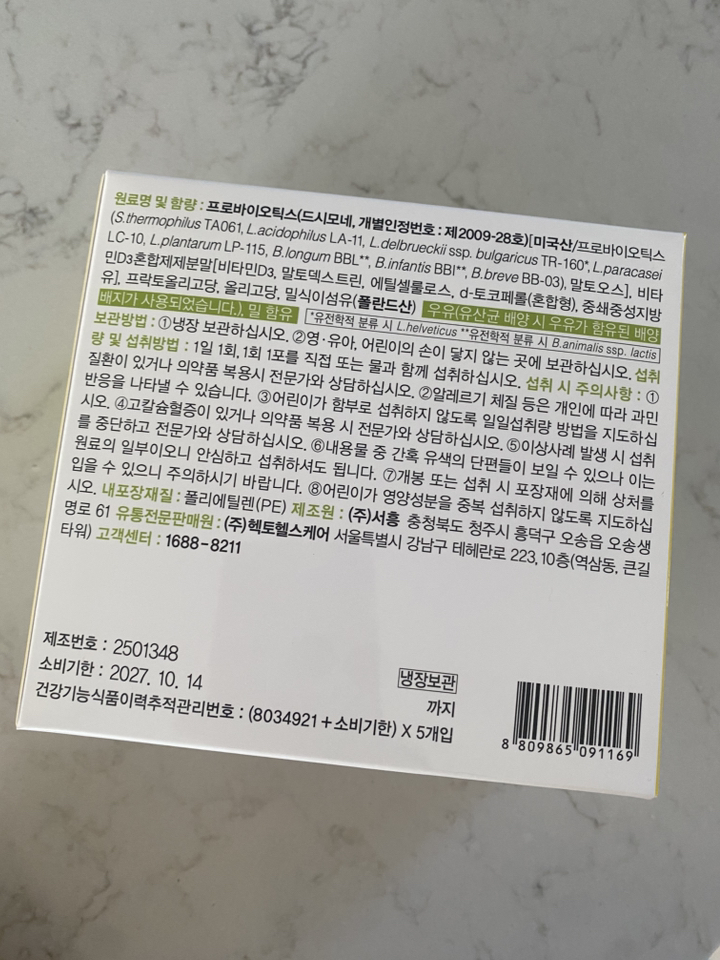 원료명 및 함량 : 프로바이오틱스(드시모네, 개별인정번호 : 제2009-28호)[미국산/프로바이오틱스
(S.thermophilus TA061, L.acidophilus LA-11, L.delbrueckii ssp. bulgaricus TR-160*, L.paracasei
LC-10, L.plantarum LP-115, B.longum BBL**, B.infantis BBI**, B.breve BB-03), 말토오스], 비타
민D3혼합제제분말[비타민D3, 말토덱스트린, 에틸셀룰로스, d-토코페롤(혼합형), 중쇄중성지방
유], 프락토올리고당, 올리고당, 밀식이섬유(폴란드산) 우유(유산균 배양 시 우유가 함유된 배양
배지가 사용되었습니다.), 밀 함유 *유전학적 분류 시 L.helveticus **유전학적 분류 시 B.animalis ssp. lactis
보관방법 : ①냉장 보관하십시오. ②영·유아, 어린이의 손이 닿지 않는 곳에 보관하십시오. 섭취
량 및 섭취방법 : 1일 1회, 1회 1포를 직접 또는 물과 함께 섭취하십시오. 섭취 시 주의사항 : ①
질환이 있거나 의약품 복용시 전문가와 상담하십시오. ②알레르기 체질 등은 개인에 따라 과민
반응을 나타낼 수 있습니다. ③어린이가 함부로 섭취하지 않도록 일일섭취량 방법을 지도하십
시오. ④고칼슘혈증이 있거나 의약품 복용 시 전문가와 상담하십시오. ⑤이상사례 발생 시 섭취
를 중단하고 전문가와 상담하십시오. ⑥내용물 중 간혹 유색의 단편들이 보일 수 있으나 이는
원료의 일부이오니 안심하고 섭취하셔도 됩니다. ⑦개봉 또는 섭취 시 포장재에 의해 상처를
입을 수 있으니 주의하시기 바랍니다. ⑧어린이가 영양성분을 중복 섭취하지 않도록 지도하십
시오. 내포장재질 : 폴리에틸렌(PE) 제조원 : (주)서흥 충청북도 청주시 흥덕구 오송읍 오송생
명로 61 유통전문판매원 : (주)헥토헬스케어 서울특별시 강남구 테헤란로 223, 10층(역삼동, 큰길
타워) 고객센터 : 1688-8211
제조번호 : 2501348
소비기한 : 2027. 10. 14 냉장보관 까지
건강기능식품이력추적관리번호 : (8034921+소비기한) X 5개입
8 809865 091169